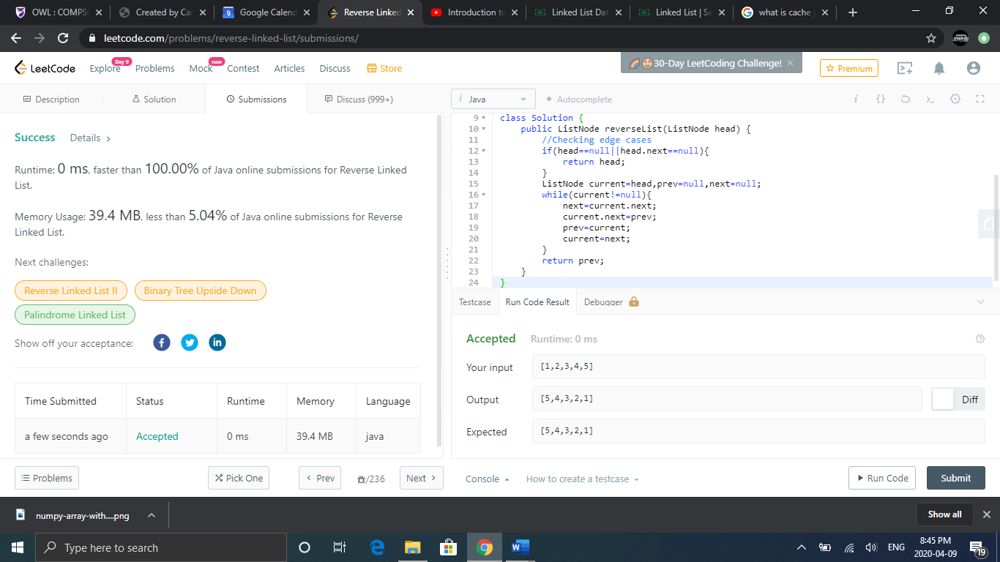 OWL : COMPS
Created by Car
Google Calend
Reverse Linked
Introduction to
Linked List Dat
Linked List | Se
what is cache j
leetcode.com/problems/reverse-linked-list/submissions/
LeetCode
Explore
Day 9
Problems
Mock
new
Contest
Articles
Discuss
Store
30-Day LeetCoding Challenge!
Premium
Description
Solution
Submissions
Discuss (999+)
i Java
Autocomplete
Success
Details >
Runtime: 0 ms, faster than 100.00% of Java online submissions for Reverse Linked
List.
Memory Usage: 39.4 MB, less than 5.04% of Java online submissions for Reverse
Linked List.
Next challenges:
Reverse Linked List II
Binary Tree Upside Down
Palindrome Linked List
Show off your acceptance:
Time Submitted Status Runtime Memory Language
a few seconds ago Accepted 0 ms 39.4 MB java
9 class Solution {
10 public ListNode reverseList(ListNode head) {
11 //Checking edge cases
12 if(head==null||head.next==null){
13 return head;
14 }
15 ListNode current=head,prev=null,next=null;
16 while(current!=null){
17 next=current.next;
18 current.next=prev;
19 prev=current;
20 current=next;
21 }
22 return prev;
23 }
24 }
Testcase
Run Code Result
Debugger
Accepted
Runtime: 0 ms
Your input
[1,2,3,4,5]
Output
[5,4,3,2,1]
Diff
Expected
[5,4,3,2,1]
Problems
Pick One
< Prev
/236
Next >
Console
How to create a testcase
Run Code
Submit
numpy-array-with....png
Show all
Type here to search
ENG
8:45 PM
2020-04-09
19